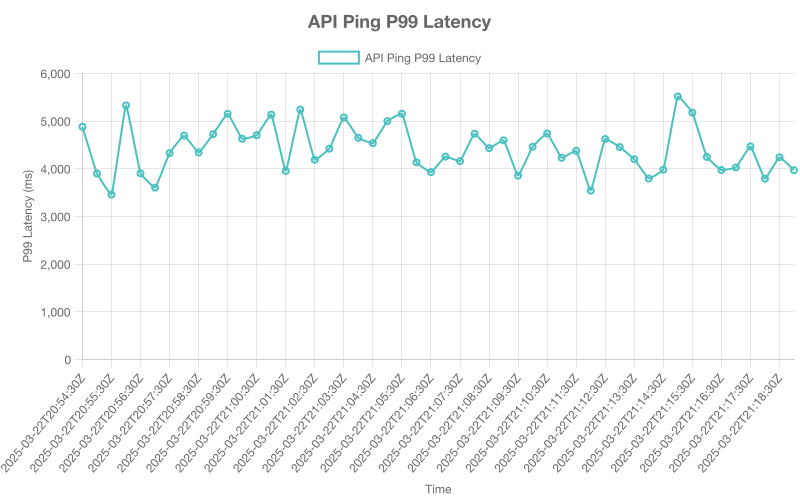 API Ping P99 Latency
API Ping P99 Latency
6,000
5,000
4,000
3,000
2,000
1,000
0
P99 Latency (ms)
2025-03-22T20:54:30Z
2025-03-22T20:55:30Z
2025-03-22T20:56:30Z
2025-03-22T20:57:30Z
2025-03-22T20:58:30Z
2025-03-22T20:59:30Z
2025-03-22T21:00:30Z
2025-03-22T21:01:30Z
2025-03-22T21:02:30Z
2025-03-22T21:03:30Z
2025-03-22T21:04:30Z
2025-03-22T21:05:30Z
2025-03-22T21:06:30Z
2025-03-22T21:07:30Z
2025-03-22T21:08:30Z
2025-03-22T21:09:30Z
2025-03-22T21:10:30Z
2025-03-22T21:11:30Z
2025-03-22T21:12:30Z
2025-03-22T21:13:30Z
2025-03-22T21:14:30Z
2025-03-22T21:15:30Z
2025-03-22T21:16:30Z
2025-03-22T21:17:30Z
2025-03-22T21:18:30Z
Time